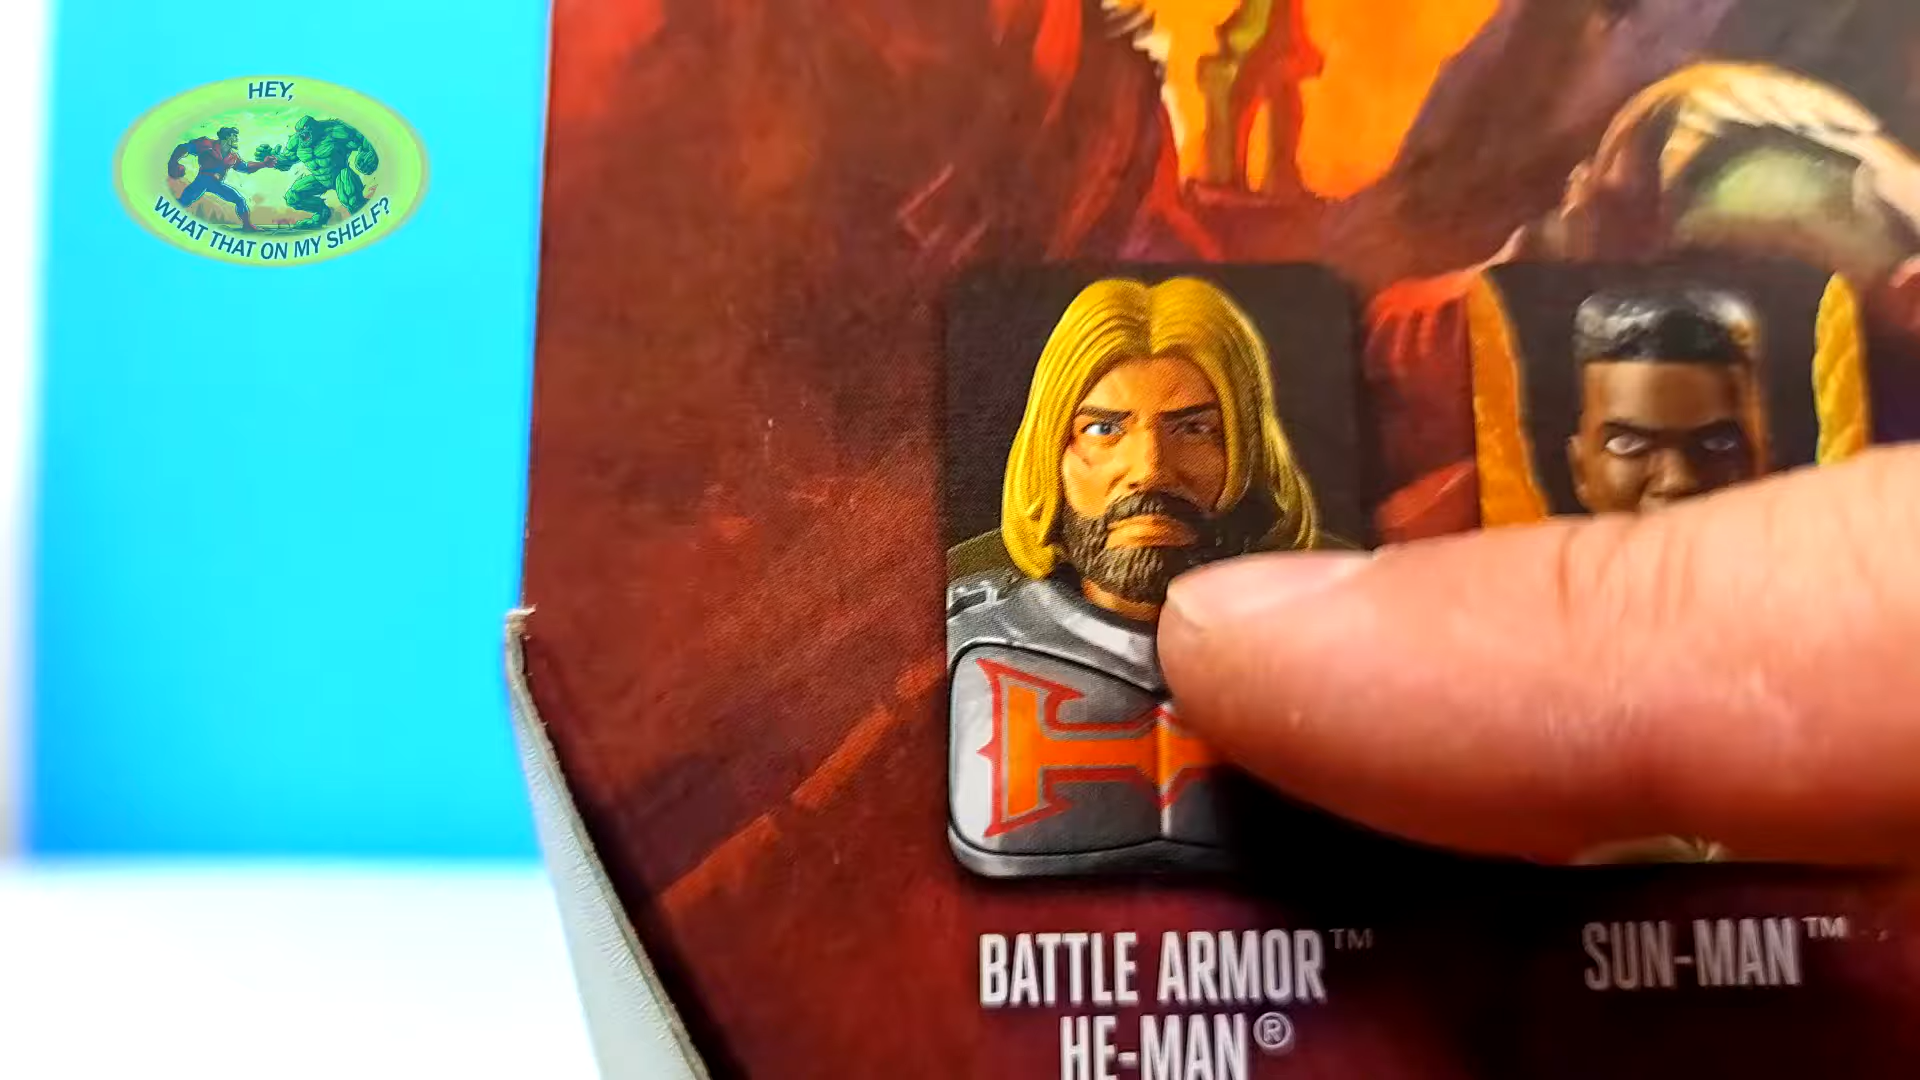 HEY,
WHAT THAT ON MY SHELF?
BATTLE ARMOR™
HE-MAN®
SUN-MAN™